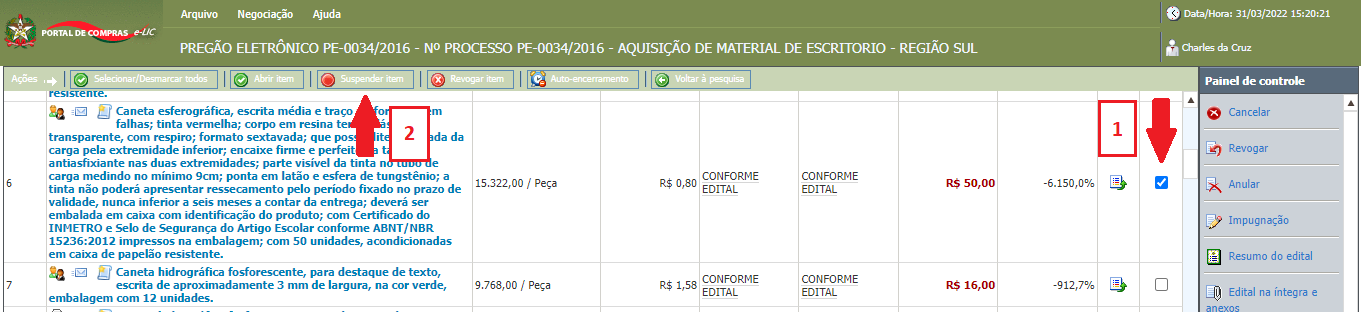 Arquivo Negociação Ajuda
Data/Hora: 31/03/2022 15:20:21
PORTAL DE COMPRAS e-LIC
PREGÃO ELETRÔNICO PE-0034/2016 - Nº PROCESSO PE-0034/2016 - AQUISIÇÃO DE MATERIAL DE ESCRITORIO - REGIÃO SUL
Charles da Cruz
Ações Selecionar/Desmarcar todos Abrir item Suspender item Revogar item Auto-encerramento Voltar à pesquisa
Painel de controle
resistente.
Caneta esferográfica, escrita média e traço em
falhas; tinta vermelha; corpo em resina
transparente, com respiro; formato sextavada; que da
carga pela extremidade inferior; encaixe firme e
antiasfixiante nas duas extremidades; parte visível da tinta no tubo de
carga medindo no mínimo 9cm; ponta em latão e esfera de tungstênio; a
tinta não poderá apresentar ressecamento pelo período fixado no prazo de
validade, nunca inferior a seis meses a contar da entrega; deverá ser
embalada em caixa com identificação do produto; com Certificado do
INMETRO e Selo de Segurança do Artigo Escolar conforme ABNT/NBR
15236:2012 impressos na embalagem; com 50 unidades, acondicionadas
em caixa de papelão resistente.
6
15.322,00 / Peça
R$ 0,80
CONFORME
EDITAL
CONFORME
EDITAL
R$ 50,00
-6.150,0%
2
1
7
Caneta hidrográfica fosforescente, para destaque de texto,
escrita de aproximadamente 3 mm de largura, na cor verde,
embalagem com 12 unidades.
9.768,00 / Peça
R$ 1,58
CONFORME
EDITAL
CONFORME
EDITAL
R$ 16,00
-912,7%
Cancelar
Revogar
Anular
Impugnação
Resumo do edital
Edital na íntegra e
anexos